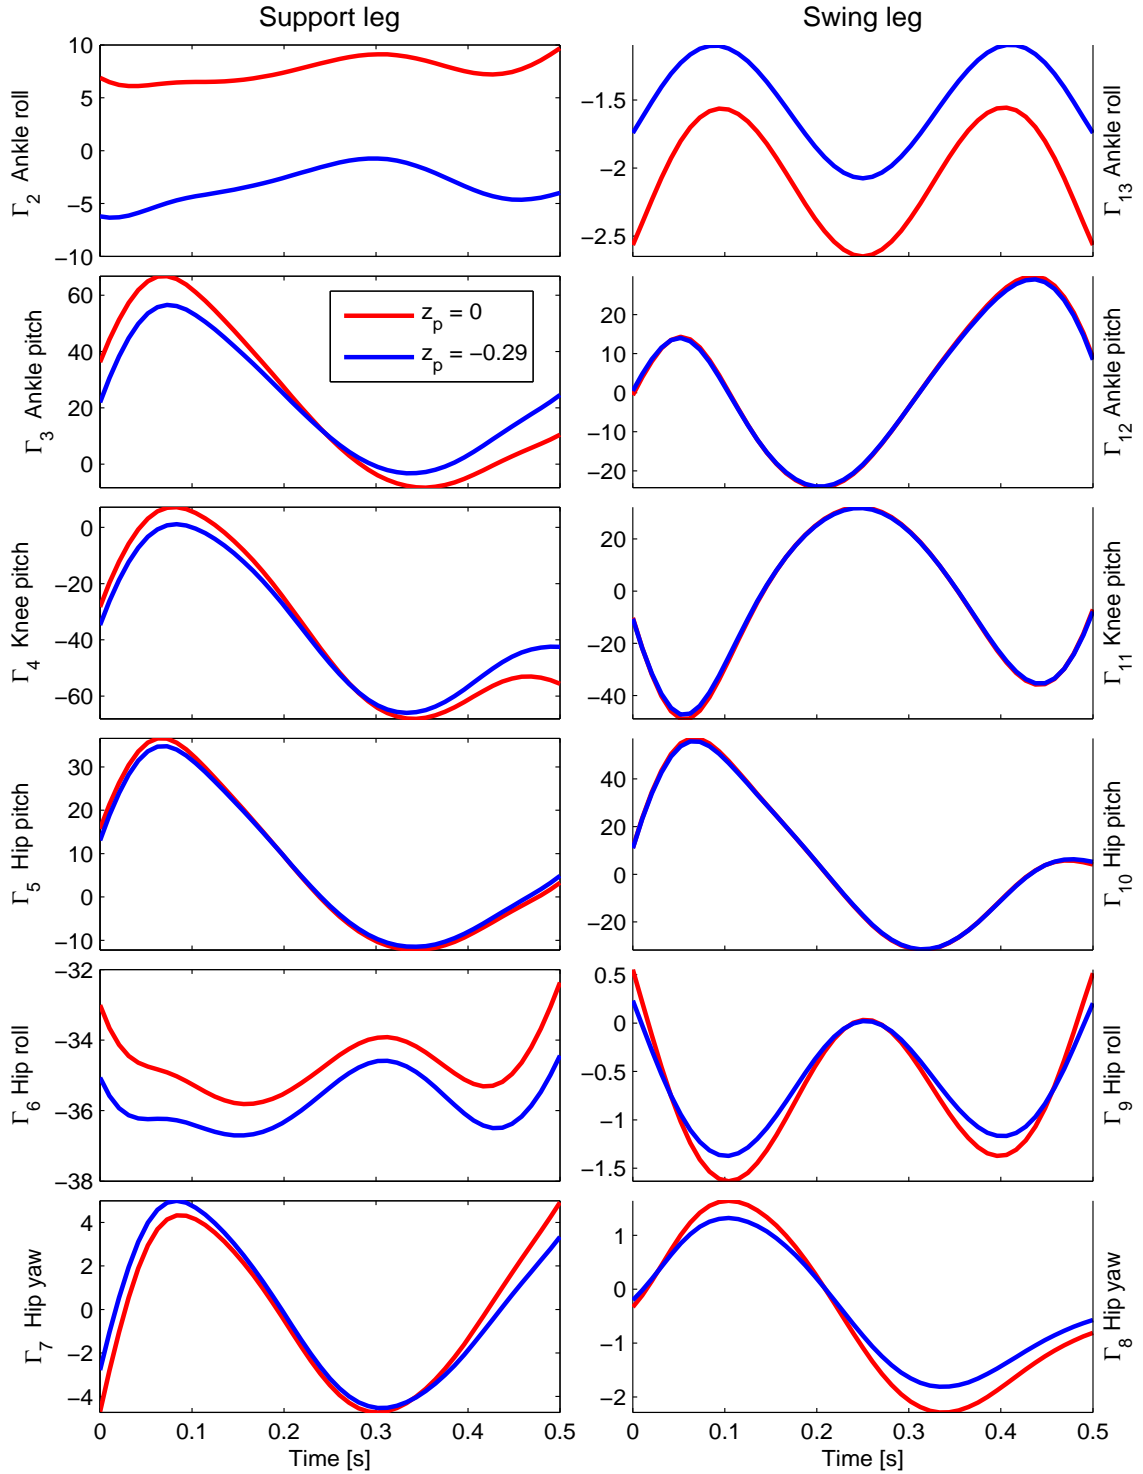 Support leg
Swing leg
10
5
0
−5
−10
Γ2 Ankle roll
−1.5
−2
−2.5
Γ13 Ankle roll
60
40
20
0
Γ3 Ankle pitch
z_p = 0
z_p = −0.29
20
10
0
−10
−20
Γ12 Ankle pitch
0
−20
−40
−60
Γ4 Knee pitch
20
0
−20
−40
Γ11 Knee pitch
30
20
10
0
−10
Γ5 Hip pitch
40
20
0
−20
Γ10 Hip pitch
−32
−34
−36
−38
Γ6 Hip roll
0.5
0
−0.5
−1
−1.5
Γ9 Hip roll
4
2
0
−2
−4
Γ7 Hip yaw
1
0
−1
−2
Γ8 Hip yaw
0 0.1 0.2 0.3 0.4 0.5
Time [s]
0 0.1 0.2 0.3 0.4 0.5
Time [s]